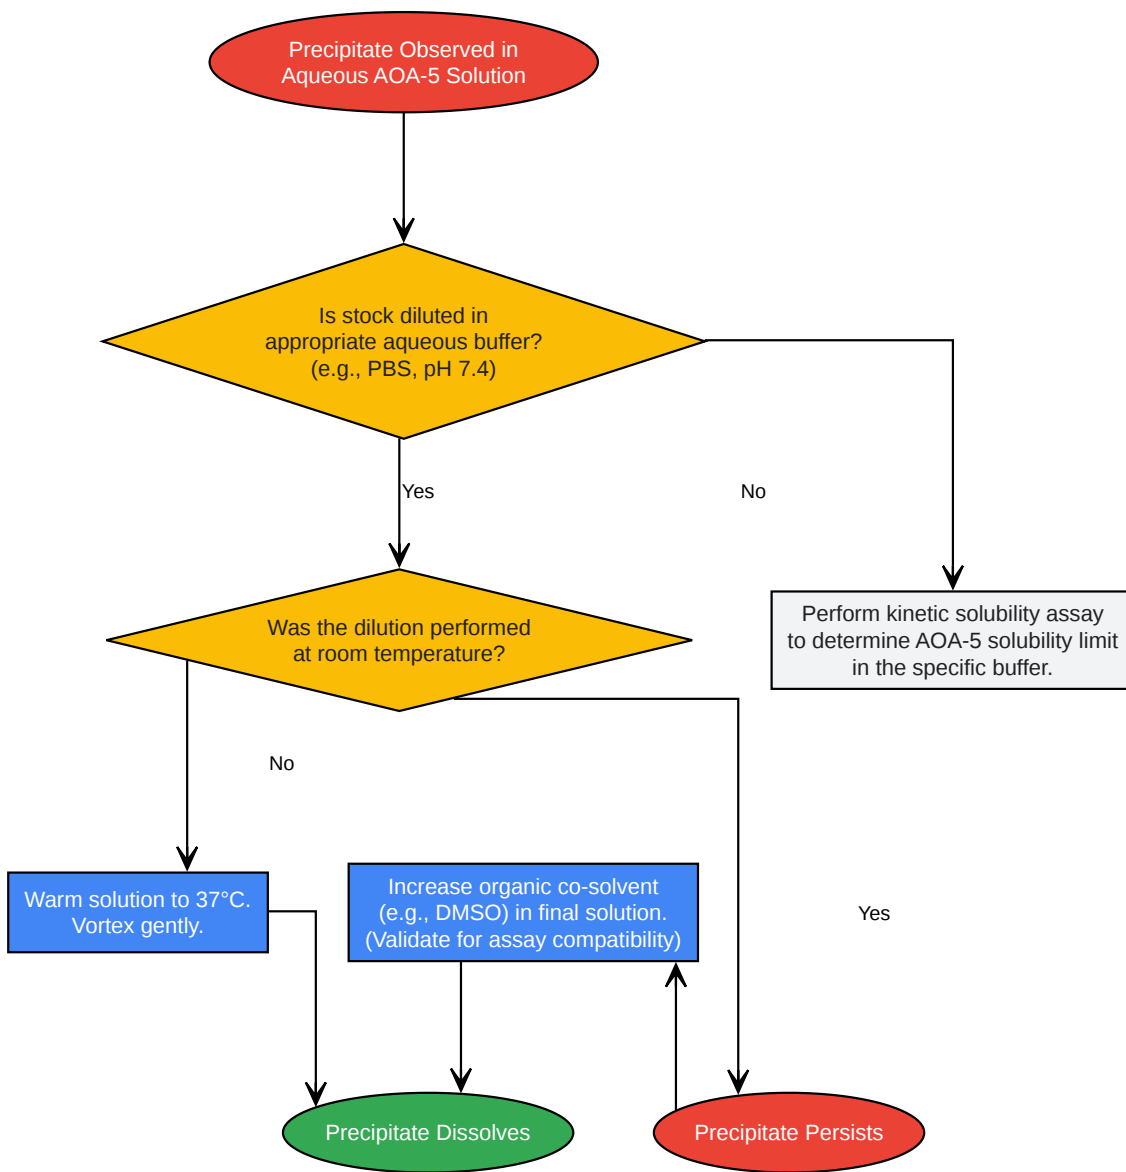 Precipitate Observed in
Aqueous AOA-5 Solution
Is stock diluted in
appropriate aqueous buffer?
(e.g., PBS, pH 7.4)
Yes
No
Was the dilution performed
at room temperature?
Perform kinetic solubility assay
to determine AOA-5 solubility limit
in the specific buffer.
No
Warm solution to 37°C.
Vortex gently.
Increase organic co-solvent
(e.g., DMSO) in final solution.
(Validate for assay compatibility)
Yes
Precipitate Dissolves
Precipitate Persists